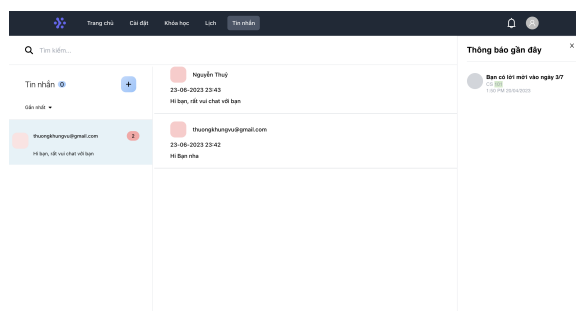 Trang chủ Cài đặt Khóa học Lịch Tin nhắn
Tìm kiếm...
Tin nhắn 0 +
Gần nhất
thuongkhungvu@gmail.com 2
Hi bạn, rất vui chat với bạn
Nguyễn Thuỷ
23-06-2023 23:43
Hi bạn, rất vui chat với bạn
thuongkhungvu@gmail.com
23-06-2023 23:42
Hi Bạn nha
Thông báo gần đây x
Bạn có lời mời vào ngày 3/7
1:00 PM 20/04/2022